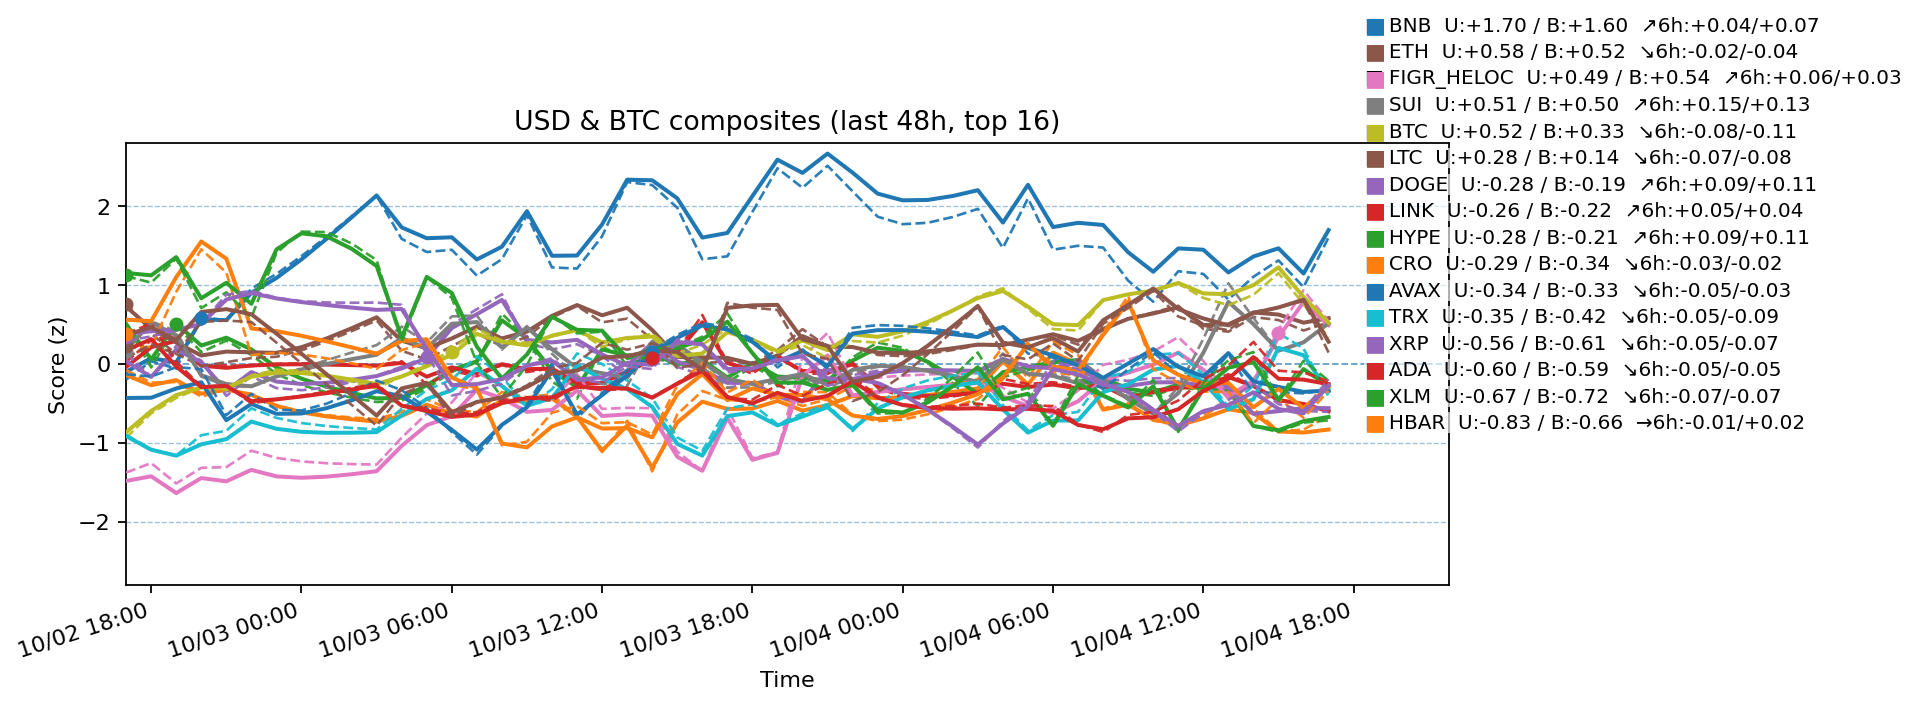 BNB  U:+1.70 / B:+1.60  ↗6h:+0.04/+0.07
ETH  U:+0.58 / B:+0.52  ↘6h:-0.02/-0.04
FIGR_HELOC  U:+0.49 / B:+0.54  ↗6h:+0.06/+0.03
SUI  U:+0.51 / B:+0.50  ↗6h:+0.15/+0.13
BTC  U:+0.52 / B:+0.33  ↘6h:-0.08/-0.11
LTC  U:+0.28 / B:+0.14  ↘6h:-0.07/-0.08
DOGE  U:-0.28 / B:-0.19  ↗6h:+0.09/+0.11
LINK  U:-0.26 / B:-0.22  ↗6h:+0.05/+0.04
HYPE  U:-0.28 / B:-0.21  ↗6h:+0.09/+0.11
CRO  U:-0.29 / B:-0.34  ↘6h:-0.03/-0.02
AVAX  U:-0.34 / B:-0.33  ↘6h:-0.05/-0.03
TRX  U:-0.35 / B:-0.42  ↘6h:-0.05/-0.09
XRP  U:-0.56 / B:-0.61  ↘6h:-0.05/-0.07
ADA  U:-0.60 / B:-0.59  ↘6h:-0.05/-0.05
XLM  U:-0.67 / B:-0.72  ↘6h:-0.07/-0.07
HBAR  U:-0.83 / B:-0.66  →6h:-0.01/+0.02
USD & BTC composites (last 48h, top 16)
Score (z)
2
1
0
−1
−2
10/02 18:00
10/03 00:00
10/03 06:00
10/03 12:00
10/03 18:00
10/04 00:00
10/04 06:00
10/04 12:00
10/04 18:00
Time